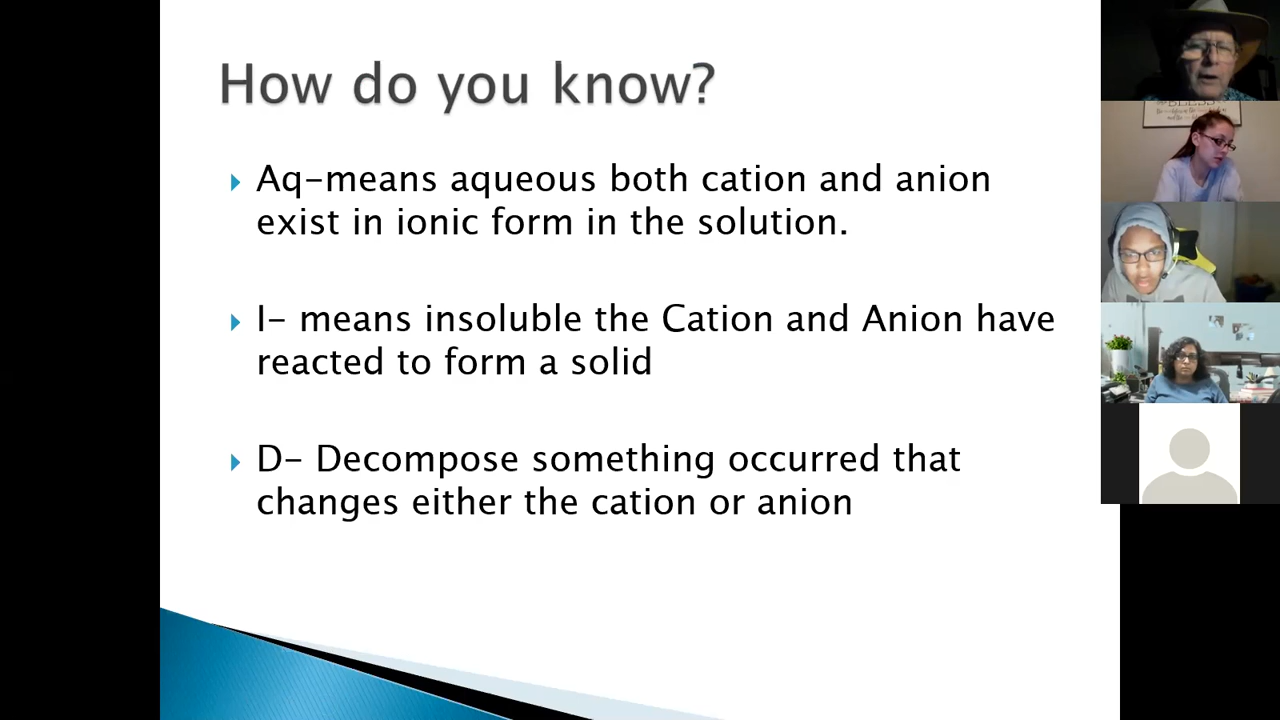 How do you know?
Aq-means aqueous both cation and anion
exist in ionic form in the solution.
I- means insoluble the Cation and Anion have
reacted to form a solid
D- Decompose something occurred that
changes either the cation or anion
BLESS